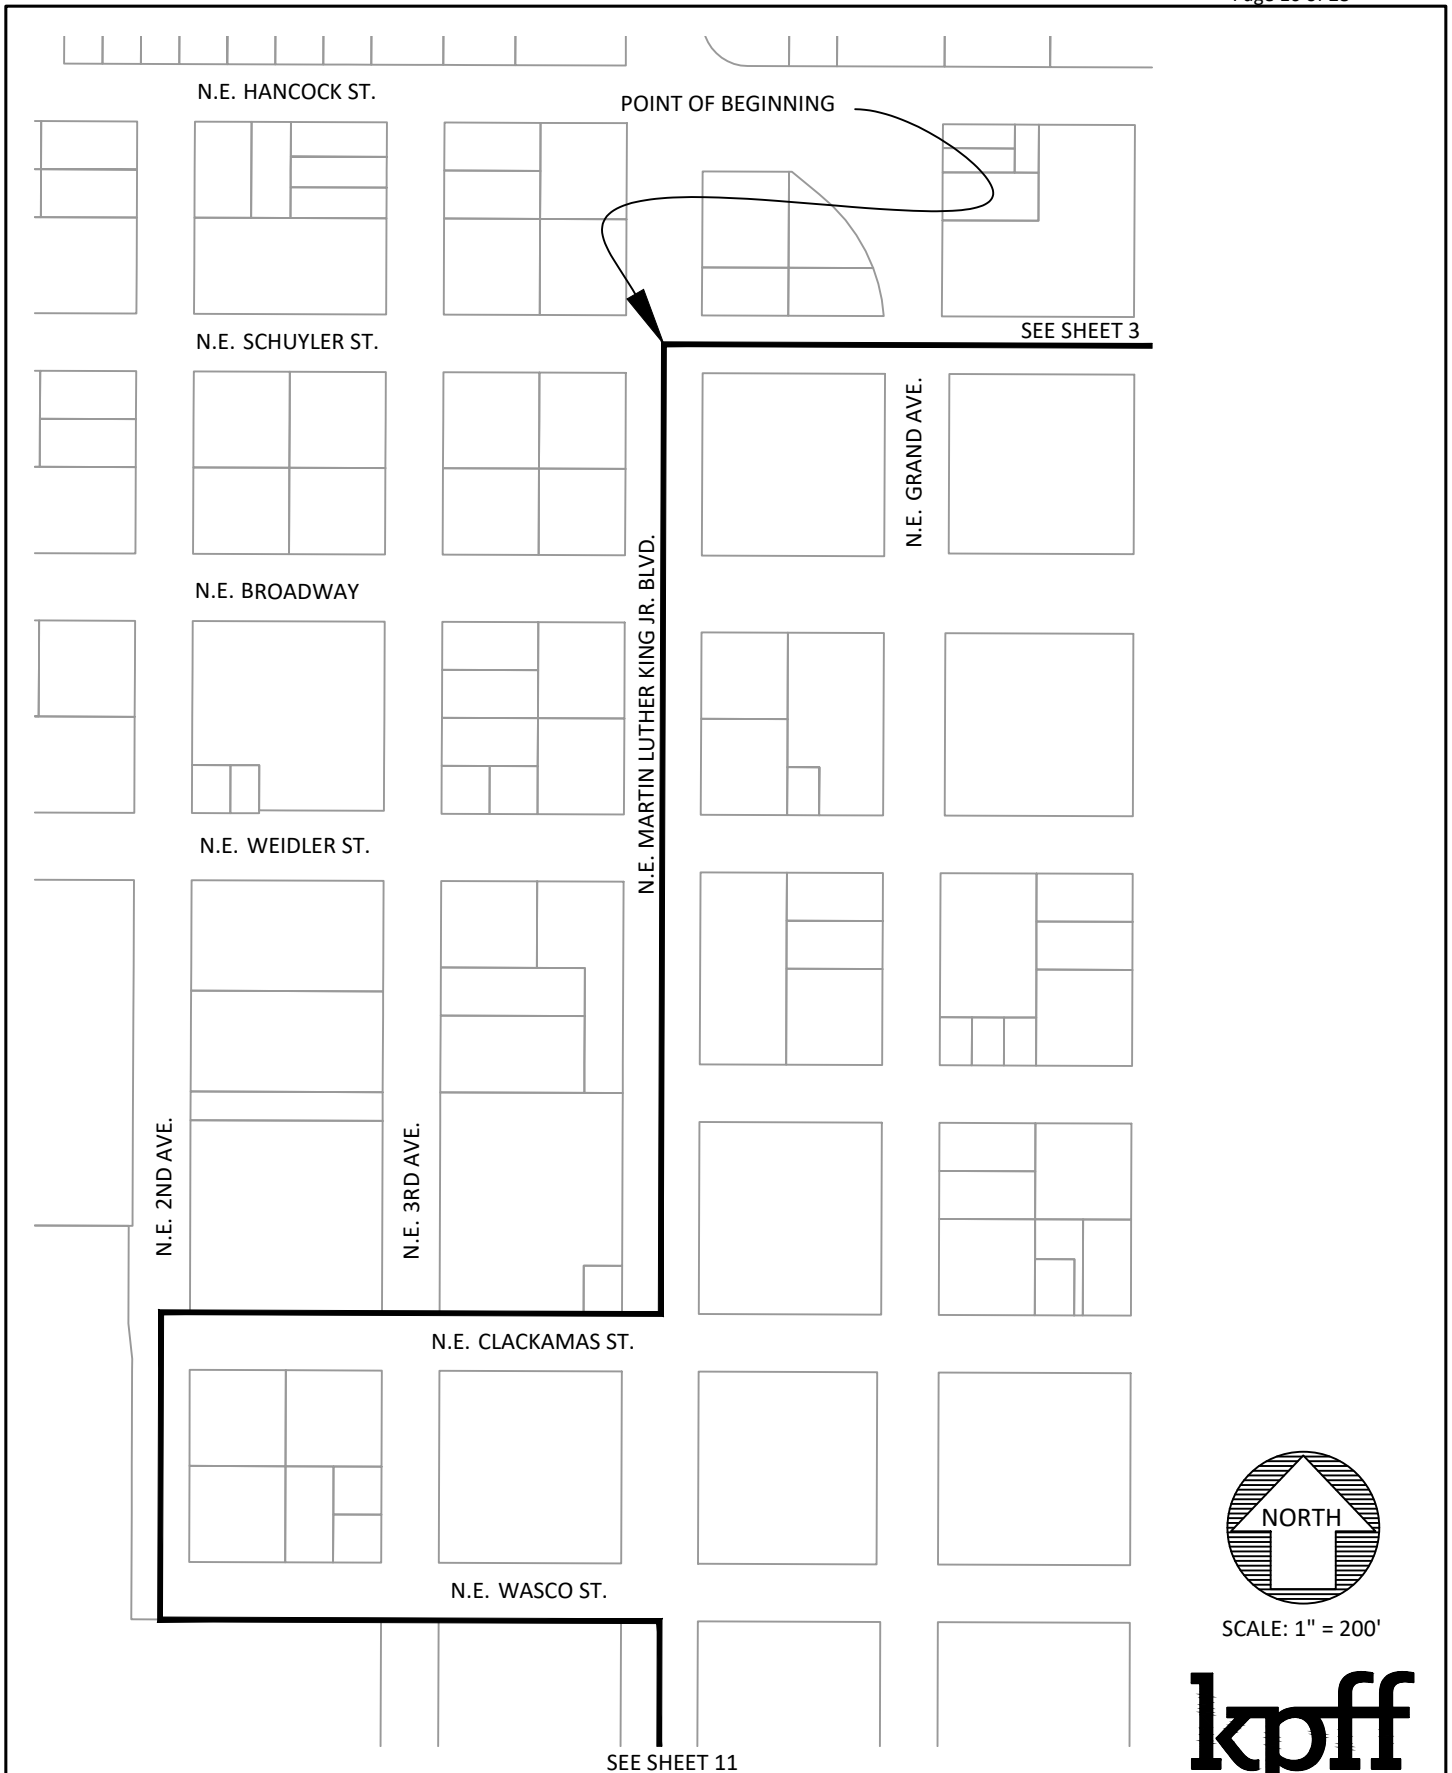 N.E. HANCOCK ST.
POINT OF BEGINNING
SEE SHEET 3
N.E. SCHUYLER ST.
N.E. GRAND AVE.
N.E. BROADWAY
N.E. MARTIN LUTHER KING JR. BLVD.
N.E. WEIDLER ST.
N.E. 2ND AVE.
N.E. 3RD AVE.
N.E. CLACKAMAS ST.
NORTH
N.E. WASCO ST.
SCALE: 1" = 200'
kpff
SEE SHEET 11